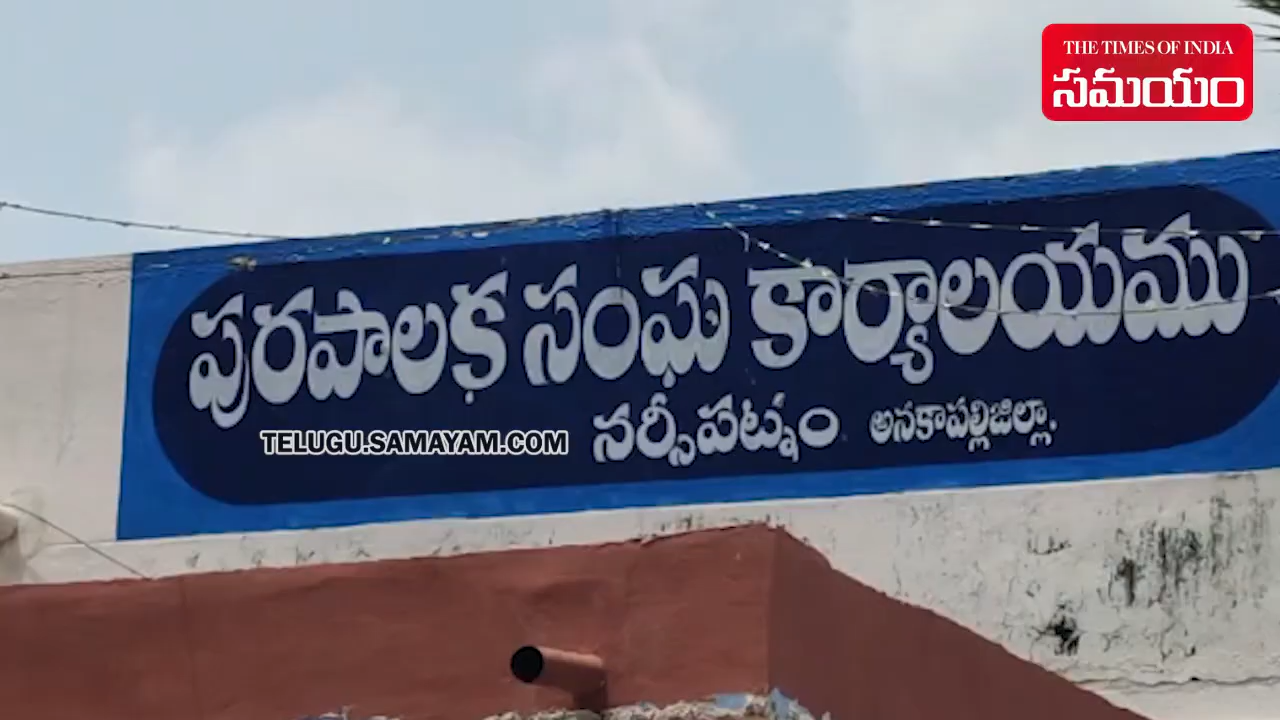 THE TIMES OF INDIA
సమయం
పురపాలక సంఘ కార్యాలయము
నర్సీపట్నం అనకాపల్లిజిల్లా.
TELUGU.SAMAYAM.COM